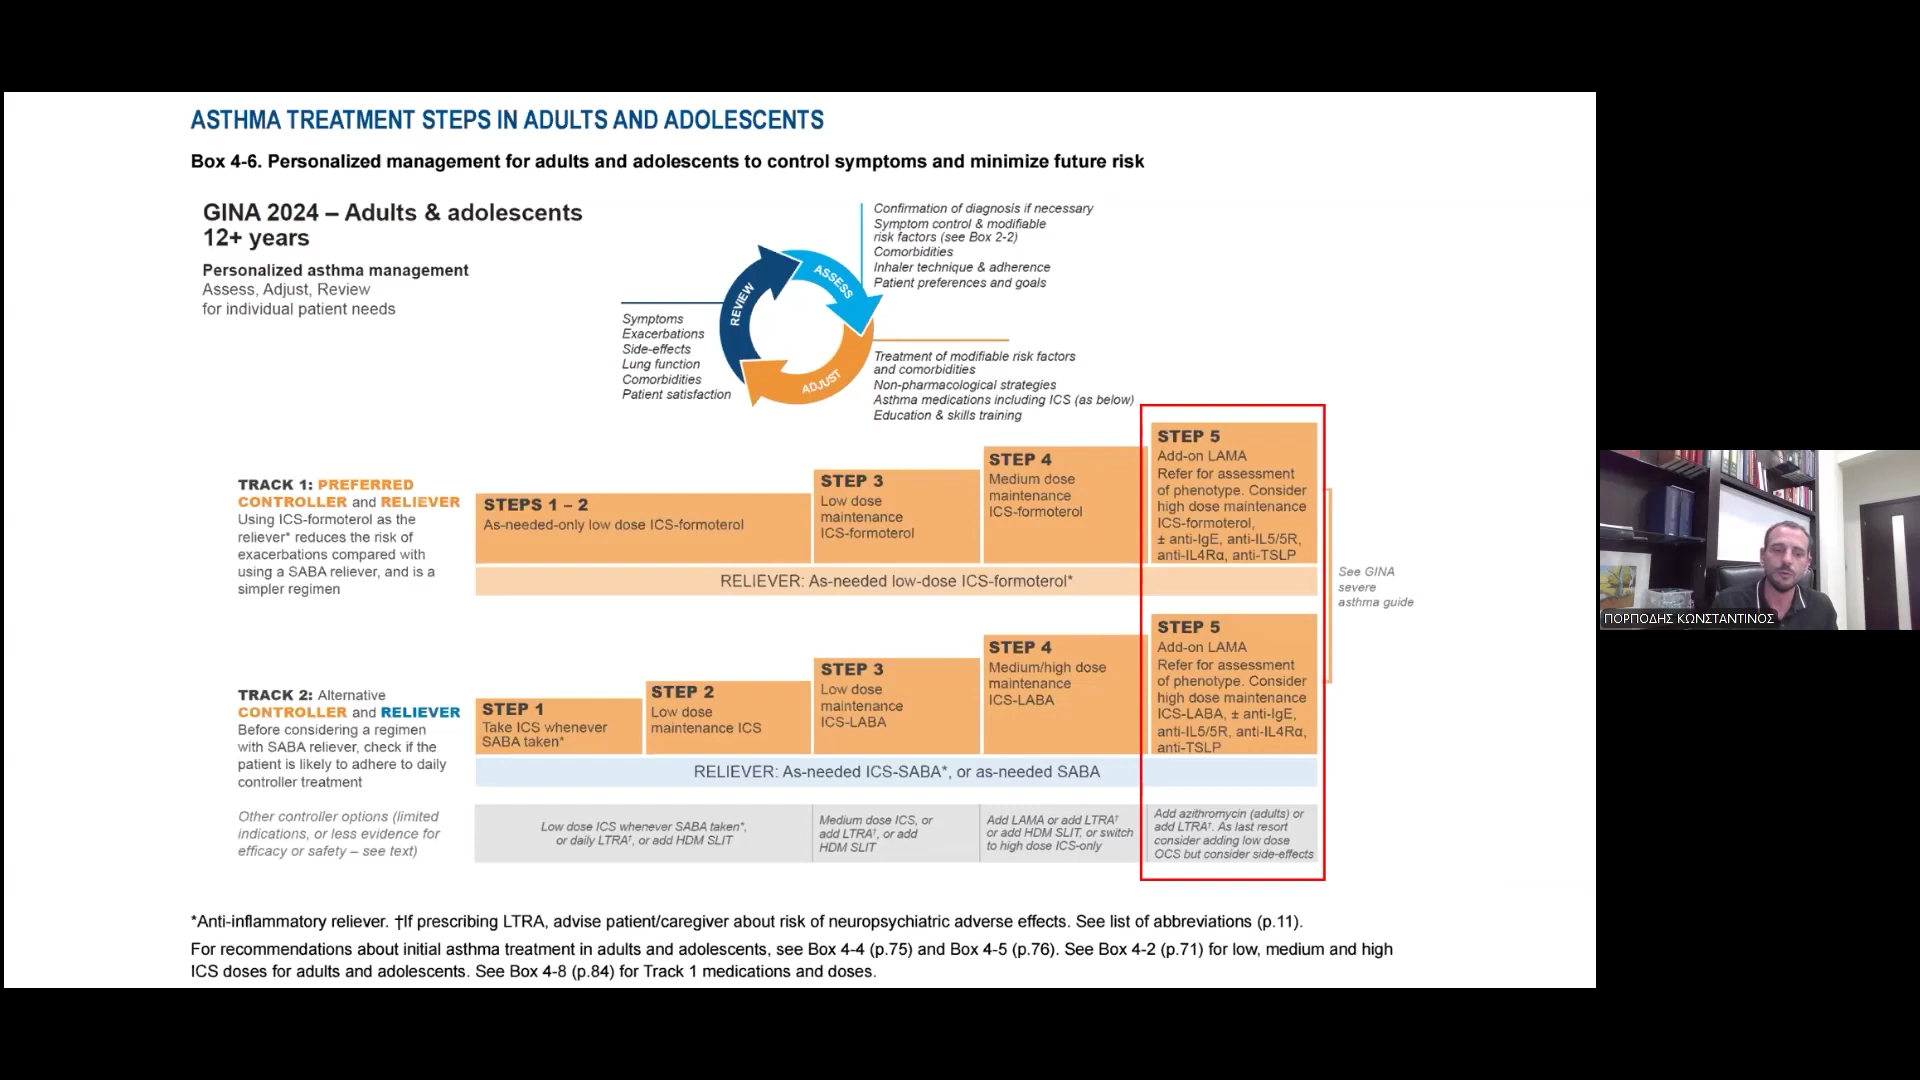 ASTHMA TREATMENT STEPS IN ADULTS AND ADOLESCENTS
Box 4-6. Personalized management for adults and adolescents to control symptoms and minimize future risk
GINA 2024 – Adults & adolescents
12+ years
Personalized asthma management
Assess, Adjust, Review
for individual patient needs
Confirmation of diagnosis if necessary
Symptom control & modifiable
risk factors (see Box 2-2)
Comorbidities
Inhaler technique & adherence
Patient preferences and goals
REVIEW
ASSESS
ADJUST
Symptoms
Exacerbations
Side-effects
Lung function
Comorbidities
Patient satisfaction
Treatment of modifiable risk factors
and comorbidities
Non-pharmacological strategies
Asthma medications including ICS (as below)
Education & skills training
TRACK 1: PREFERRED
CONTROLLER and RELIEVER
Using ICS-formoterol as the
reliever* reduces the risk of
exacerbations compared with
using a SABA reliever, and is a
simpler regimen
STEPS 1 – 2
As-needed-only low dose ICS-formoterol
STEP 3
Low dose
maintenance
ICS-formoterol
STEP 4
Medium dose
maintenance
ICS-formoterol
STEP 5
Add-on LAMA
Refer for assessment
of phenotype. Consider
high dose maintenance
ICS-formoterol,
± anti-IgE, anti-IL5/5R,
anti-IL4Rα, anti-TSLP
RELIEVER: As-needed low-dose ICS-formoterol*
See GINA
severe
asthma guide
TRACK 2: Alternative
CONTROLLER and RELIEVER
Before considering a regimen
with SABA reliever, check if the
patient is likely to adhere to daily
controller treatment
STEP 1
Take ICS whenever
SABA taken*
STEP 2
Low dose
maintenance ICS
STEP 3
Low dose
maintenance
ICS-LABA
STEP 4
Medium/high dose
maintenance
ICS-LABA
STEP 5
Add-on LAMA
Refer for assessment
of phenotype. Consider
high dose maintenance
ICS-LABA, ± anti-IgE,
anti-IL5/5R, anti-IL4Rα,
anti-TSLP
RELIEVER: As-needed ICS-SABA*, or as-needed SABA
Other controller options (limited
indications, or less evidence for
efficacy or safety – see text)
Low dose ICS whenever SABA taken*,
or daily LTRA†, or add HDM SLIT
Medium dose ICS, or
add LTRA†, or add
HDM SLIT
Add LAMA or add LTRA†
or add HDM SLIT, or switch
to high dose ICS-only
Add azithromycin (adults) or
add LTRA†. As last resort
consider adding low dose
OCS but consider side-effects
*Anti-inflammatory reliever. †If prescribing LTRA, advise patient/caregiver about risk of neuropsychiatric adverse effects. See list of abbreviations (p.11).
For recommendations about initial asthma treatment in adults and adolescents, see Box 4-4 (p.75) and Box 4-5 (p.76). See Box 4-2 (p.71) for low, medium and high
ICS doses for adults and adolescents. See Box 4-8 (p.84) for Track 1 medications and doses.
ΠΟΡΠΟΔΗΣ ΚΩΝΣΤΑΝΤΙΝΟΣ